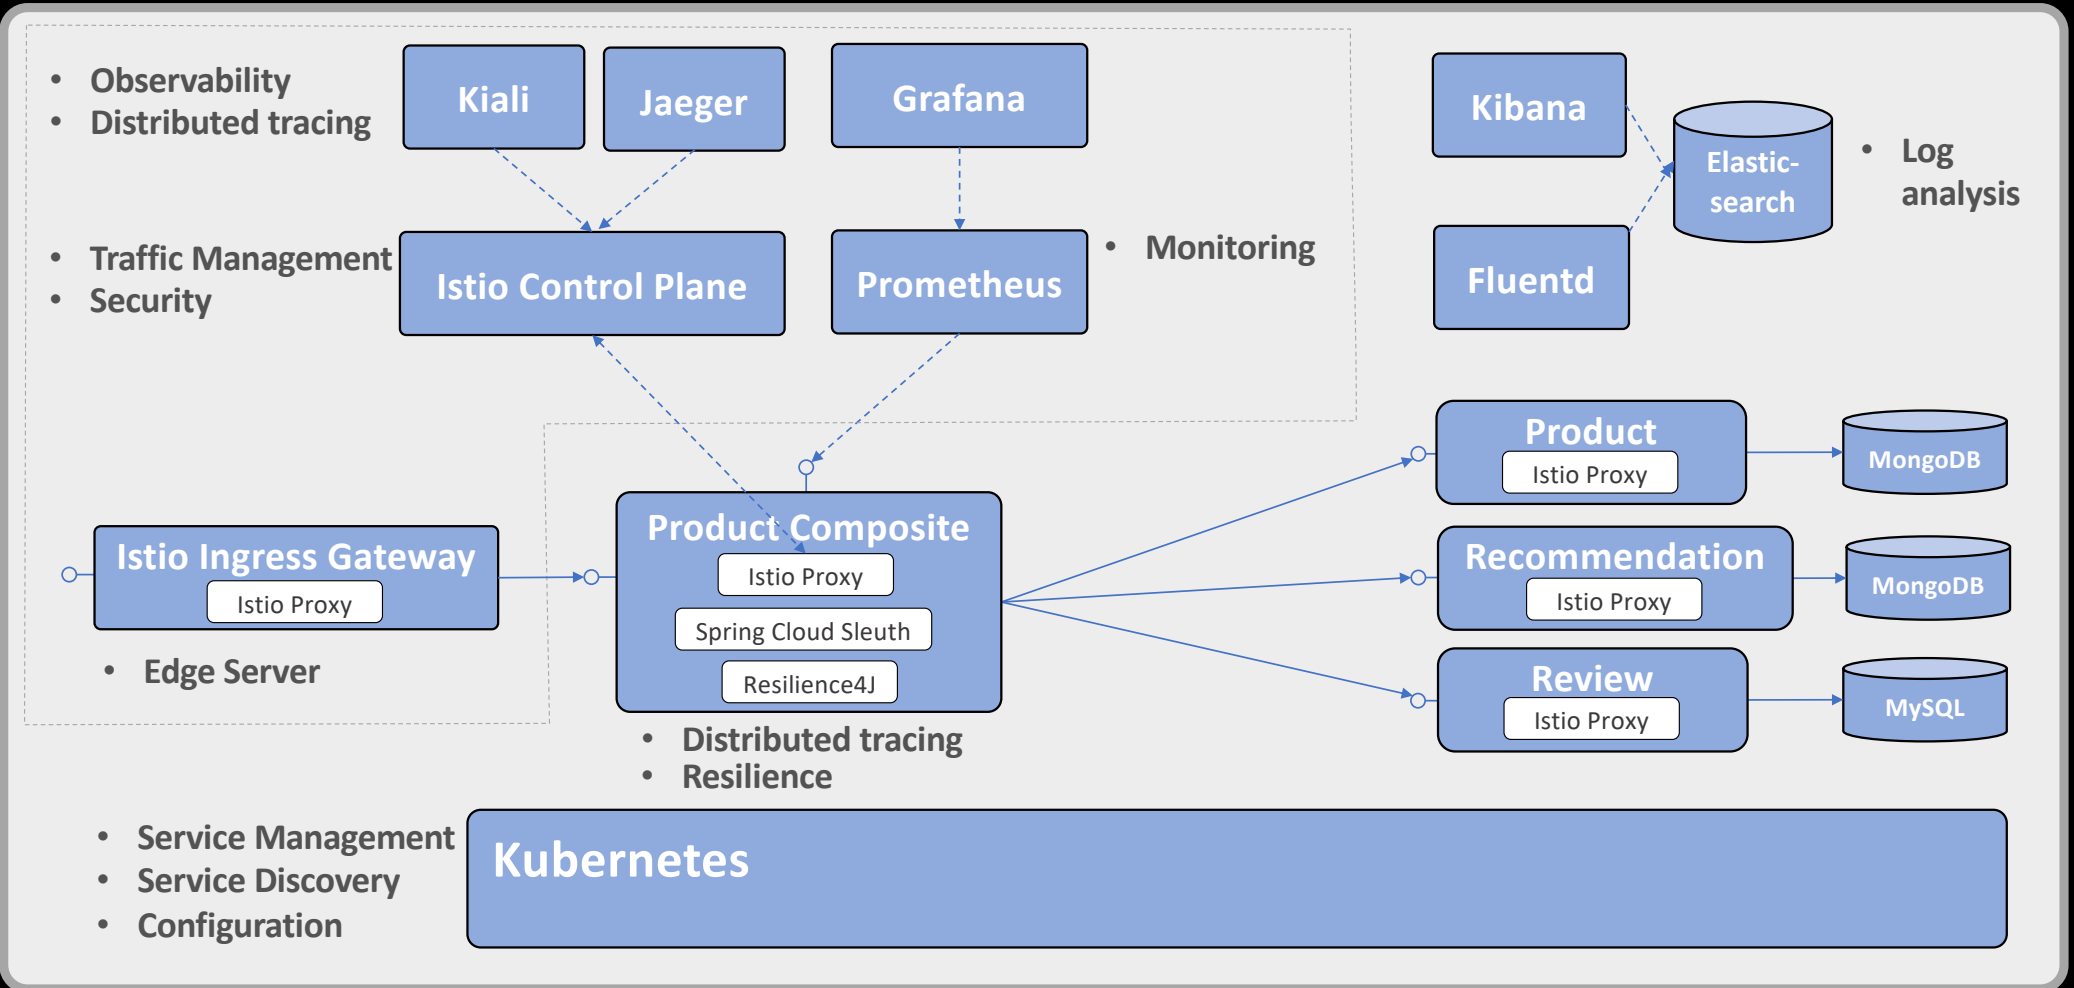 • Observability
• Distributed tracing
Kiali
Jaeger
Grafana
Kibana
Elastic-
search
• Log
analysis
• Traffic Management
• Security
Istio Control Plane
Prometheus
• Monitoring
Fluentd
Istio Ingress Gateway
Istio Proxy
• Edge Server
Product Composite
Istio Proxy
Spring Cloud Sleuth
Resilience4J
• Distributed tracing
• Resilience
Product
Istio Proxy
MongoDB
Recommendation
Istio Proxy
MongoDB
Review
Istio Proxy
MySQL
• Service Management
• Service Discovery
• Configuration
Kubernetes